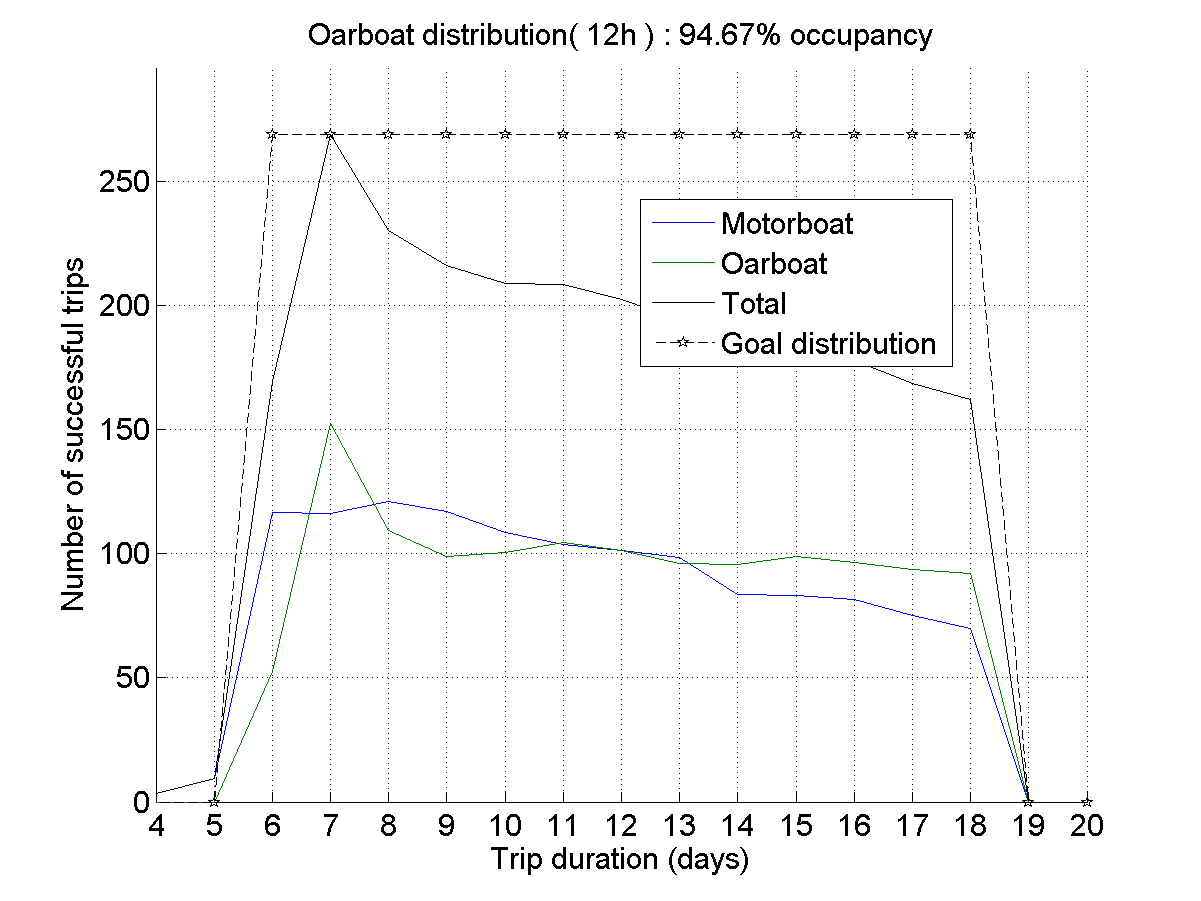 Oarboat distribution( 12h ) : 94.67% occupancy
Number of successful trips
250
200
150
100
50
0
Motorboat
Oarboat
Total
Goal distribution
4 5 6 7 8 9 10 11 12 13 14 15 16 17 18 19 20
Trip duration (days)